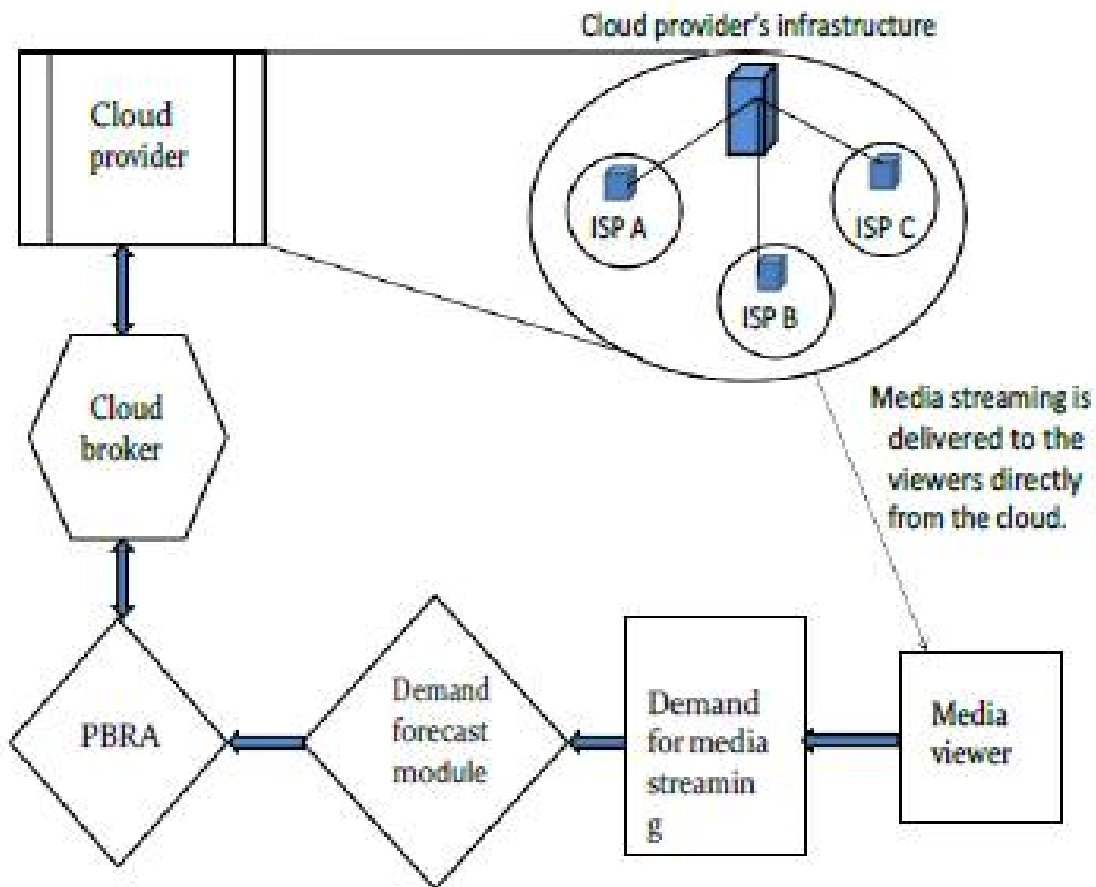 Cloud provider's infrastructure
Cloud
provider
ISP A
ISP C
ISP B
Cloud
broker
Media streaming is
delivered to the
viewers directly
from the cloud.
PBRA
Demand
forecast
module
Demand
for media
streamin
g
Media
viewer